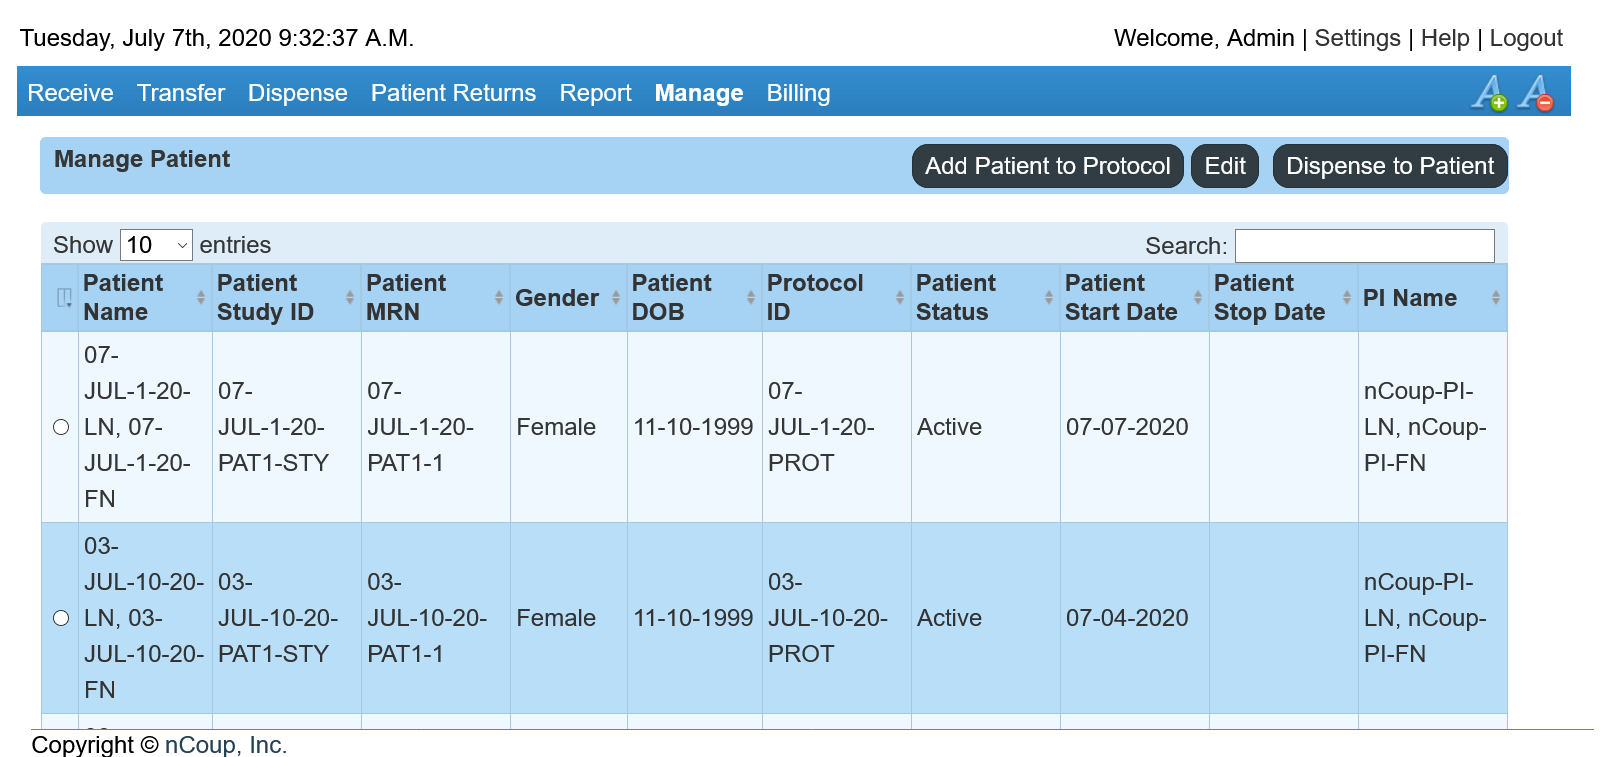 Tuesday, July 7th, 2020 9:32:37 A.M.
Welcome, Admin | Settings | Help | Logout
Receive Transfer Dispense Patient Returns Report Manage Billing
Manage Patient
Add Patient to Protocol Edit Dispense to Patient
Show 10 entries
Search:
Patient Name
Patient Study ID
Patient MRN
Gender
Patient DOB
Protocol ID
Patient Status
Patient Start Date
Patient Stop Date
PI Name
07-
JUL-1-20-
LN, 07-
JUL-1-20-
FN
07-
JUL-1-20-
PAT1-STY
07-
JUL-1-20-
PAT1-1
Female
11-10-1999
07-
JUL-1-20-
PROT
Active
07-07-2020
nCoup-PI-
LN, nCoup-
PI-FN
03-
JUL-10-20-
LN, 03-
JUL-10-20-
FN
03-
JUL-10-20-
PAT1-STY
03-
JUL-10-20-
PAT1-1
Female
11-10-1999
03-
JUL-10-20-
PROT
Active
07-04-2020
nCoup-PI-
LN, nCoup-
PI-FN
Copyright © nCoup, Inc.